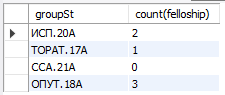 groupSt count(felloship)
ИСП.20А 2
ТОРАТ.17А 1
ССА.21А 0
ОПУТ.18А 3